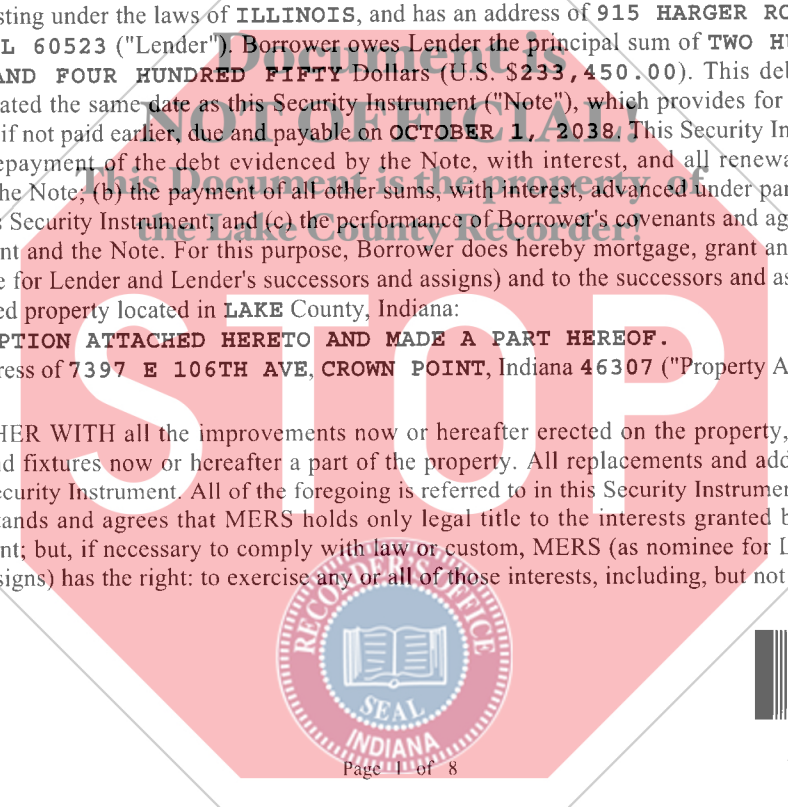 sting under the laws of ILLINOIS, and has an address of 915 HARGER RO
L 60523 ("Lender"). Borrower owes Lender the principal sum of TWO HU
AND FOUR HUNDRED FIFTY Dollars (U.S. $233,450.00). This deb
ated the same date as this Security Instrument ("Note"), which provides for
if not paid earlier, due and payable on OCTOBER 1, 2038. This Security In
epayment of the debt evidenced by the Note, with interest, and all renewa
he Note; (b) the payment of all other sums, with interest, advanced under par
s Security Instrument; and (c) the performance of Borrower's covenants and ag
nt and the Note. For this purpose, Borrower does hereby mortgage, grant an
e for Lender and Lender's successors and assigns) and to the successors and as
ed property located in LAKE County, Indiana:
PTION ATTACHED HERETO AND MADE A PART HEREOF.
ress of 7397 E 106TH AVE, CROWN POINT, Indiana 46307 ("Property A
HER WITH all the improvements now or hereafter erected on the property,
d fixtures now or hereafter a part of the property. All replacements and add
ecurity Instrument. All of the foregoing is referred to in this Security Instrumen
tands and agrees that MERS holds only legal title to the interests granted b
nt; but, if necessary to comply with law or custom, MERS (as nominee for L
signs) has the right: to exercise any or all of those interests, including, but not
Page 1 of 8
Document is
NOT OFFICIAL!
This Document is the property of
the Lake County Recorder!
STOP
RECORDER'S OFFICE
SEAL
INDIANA